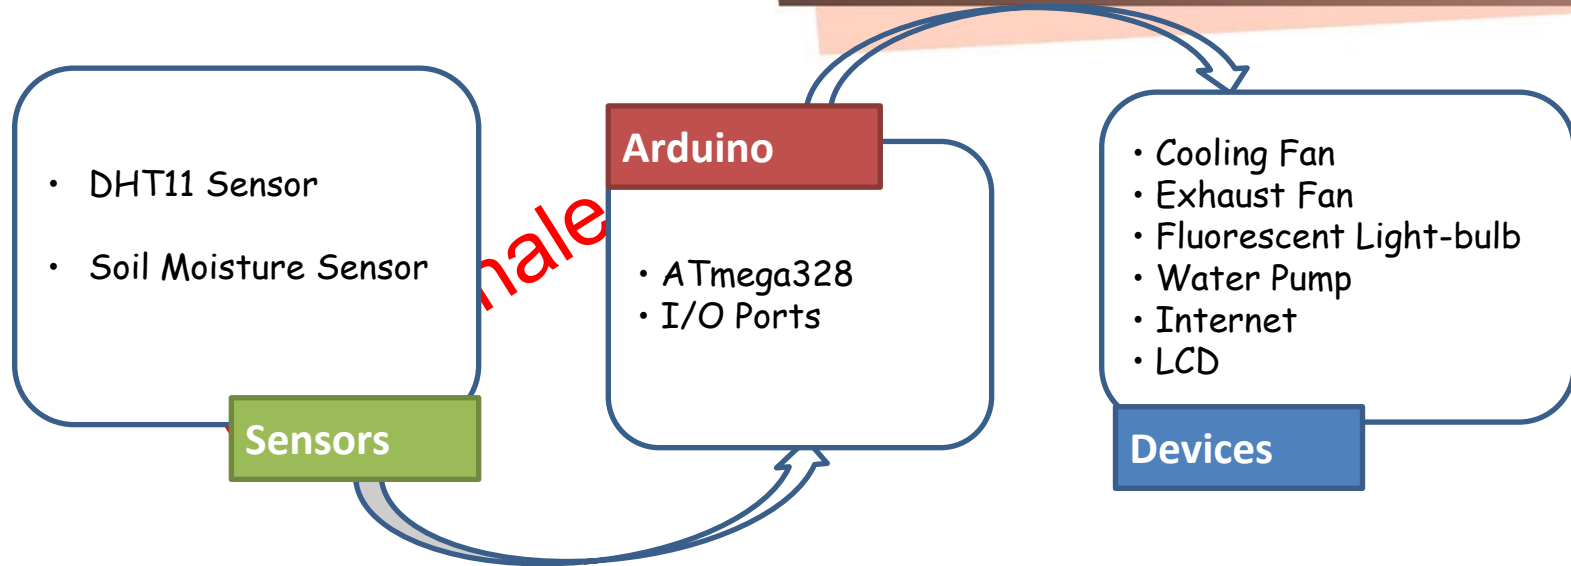 • DHT11 Sensor
• Soil Moisture Sensor
Sensors
Arduino
• ATmega328
• I/O Ports
• Cooling Fan
• Exhaust Fan
• Fluorescent Light-bulb
• Water Pump
• Internet
• LCD
Devices